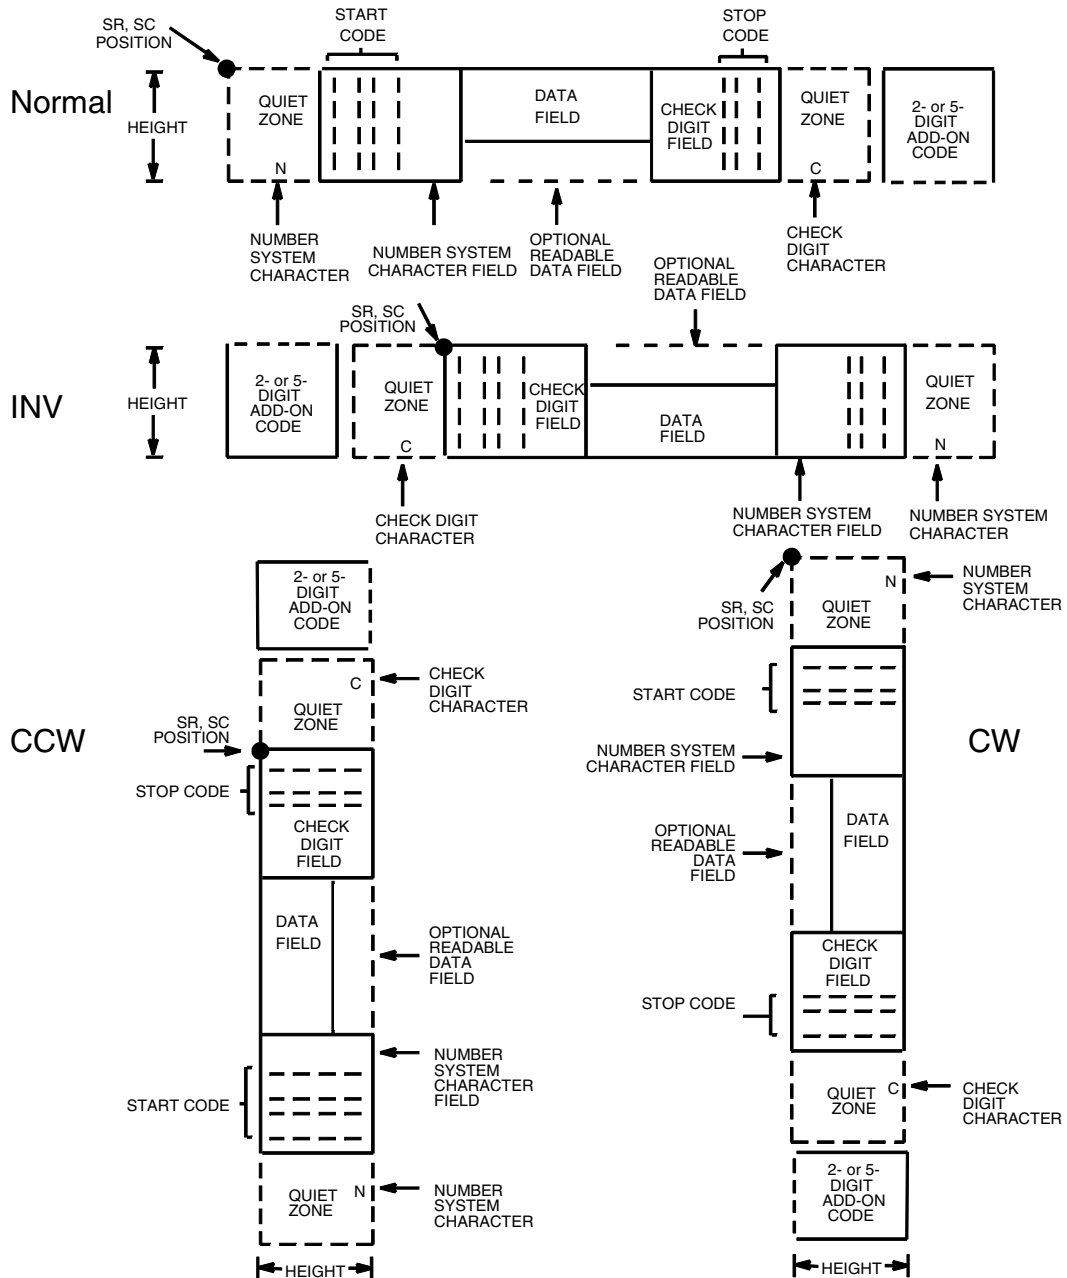 SR, SC
POSITION
START
CODE
STOP
CODE
Normal
HEIGHT
QUIET
ZONE
N
DATA
FIELD
CHECK
DIGIT
FIELD
QUIET
ZONE
C
2- or 5-
DIGIT
ADD-ON
CODE
NUMBER
SYSTEM
CHARACTER
NUMBER SYSTEM
CHARACTER FIELD
OPTIONAL
READABLE
DATA FIELD
CHECK
DIGIT
CHARACTER
OPTIONAL
READABLE
DATA FIELD
SR, SC
POSITION
INV
HEIGHT
2- or 5-
DIGIT
ADD-ON
CODE
QUIET
ZONE
C
CHECK
DIGIT
FIELD
DATA
FIELD
QUIET
ZONE
N
CHECK DIGIT
CHARACTER
NUMBER SYSTEM
CHARACTER FIELD
NUMBER SYSTEM
CHARACTER
CCW
2- or 5-
DIGIT
ADD-ON
CODE
C
QUIET
ZONE
CHECK
DIGIT
CHARACTER
SR, SC
POSITION
STOP CODE
CHECK
DIGIT
FIELD
DATA
FIELD
OPTIONAL
READABLE
DATA
FIELD
NUMBER
SYSTEM
CHARACTER
FIELD
START CODE
QUIET
ZONE
N
NUMBER
SYSTEM
CHARACTER
HEIGHT
CW
SR, SC
POSITION
N
QUIET
ZONE
NUMBER
SYSTEM
CHARACTER
START CODE
NUMBER SYSTEM
CHARACTER FIELD
OPTIONAL
READABLE
DATA
FIELD
DATA
FIELD
CHECK
DIGIT
FIELD
STOP CODE
QUIET
ZONE
C
CHECK
DIGIT
CHARACTER
2- or 5-
DIGIT
ADD-ON
CODE
HEIGHT